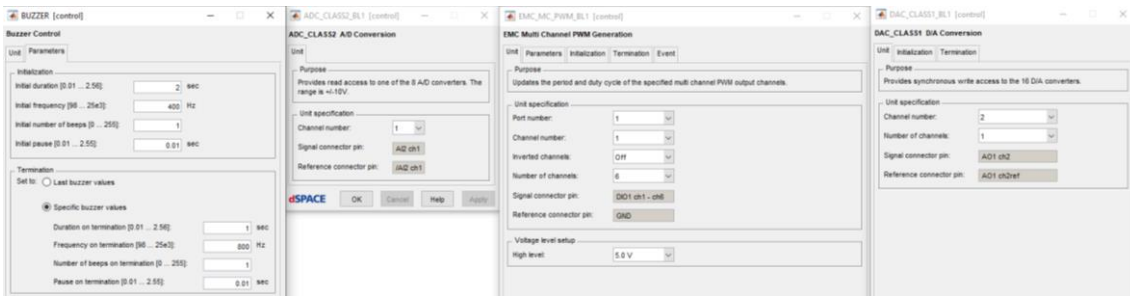 BUZZER [control]
Buzzer Control
Unit Parameters
Initialization
Initial duration [0.01 ... 2.56]: 2 sec
Initial frequency [98 ... 25e3]: 400 Hz
Initial number of beeps [0 ... 255]: 1
Initial pause [0.01 ... 2.55]: 0.01 sec
Termination
Set to: Last buzzer values
Specific buzzer values
Duration on termination [0.01 ... 2.56]: 1 sec
Frequency on termination [98 ... 25e3]: 800 Hz
Number of beeps on termination [0 ... 255]: 1
Pause on termination [0.01 ... 2.55]: 0.01 sec
ADC_CLASS2_BL1 [control]
ADC_CLASS2 A/D Conversion
Unit
Purpose
Provides read access to one of the 8 A/D converters. The
range is +/-10V.
Unit specification
Channel number: 1
Signal connector pin: AI2 ch1
Reference connector pin: /AI2 ch1
dSPACE OK Cancel Help Apply
EMC_MC_PWM_BL1 [control]
EMC Multi Channel PWM Generation
Unit Parameters Initialization Termination Event
Purpose
Updates the period and duty cycle of the specified multi channel PWM output channels.
Unit specification
Port number: 1
Channel number: 1
Inverted channels: Off
Number of channels: 6
Signal connector pin: DIO1 ch1 - ch6
Reference connector pin: GND
Voltage level setup
High level: 5.0 V
DAC_CLASS1_BL1 [control]
DAC_CLASS1 D/A Conversion
Unit Initialization Termination
Purpose
Provides synchronous write access to the 16 D/A converters.
Unit specification
Channel number: 2
Number of channels: 1
Signal connector pin: AO1 ch2
Reference connector pin: AO1 ch2ref